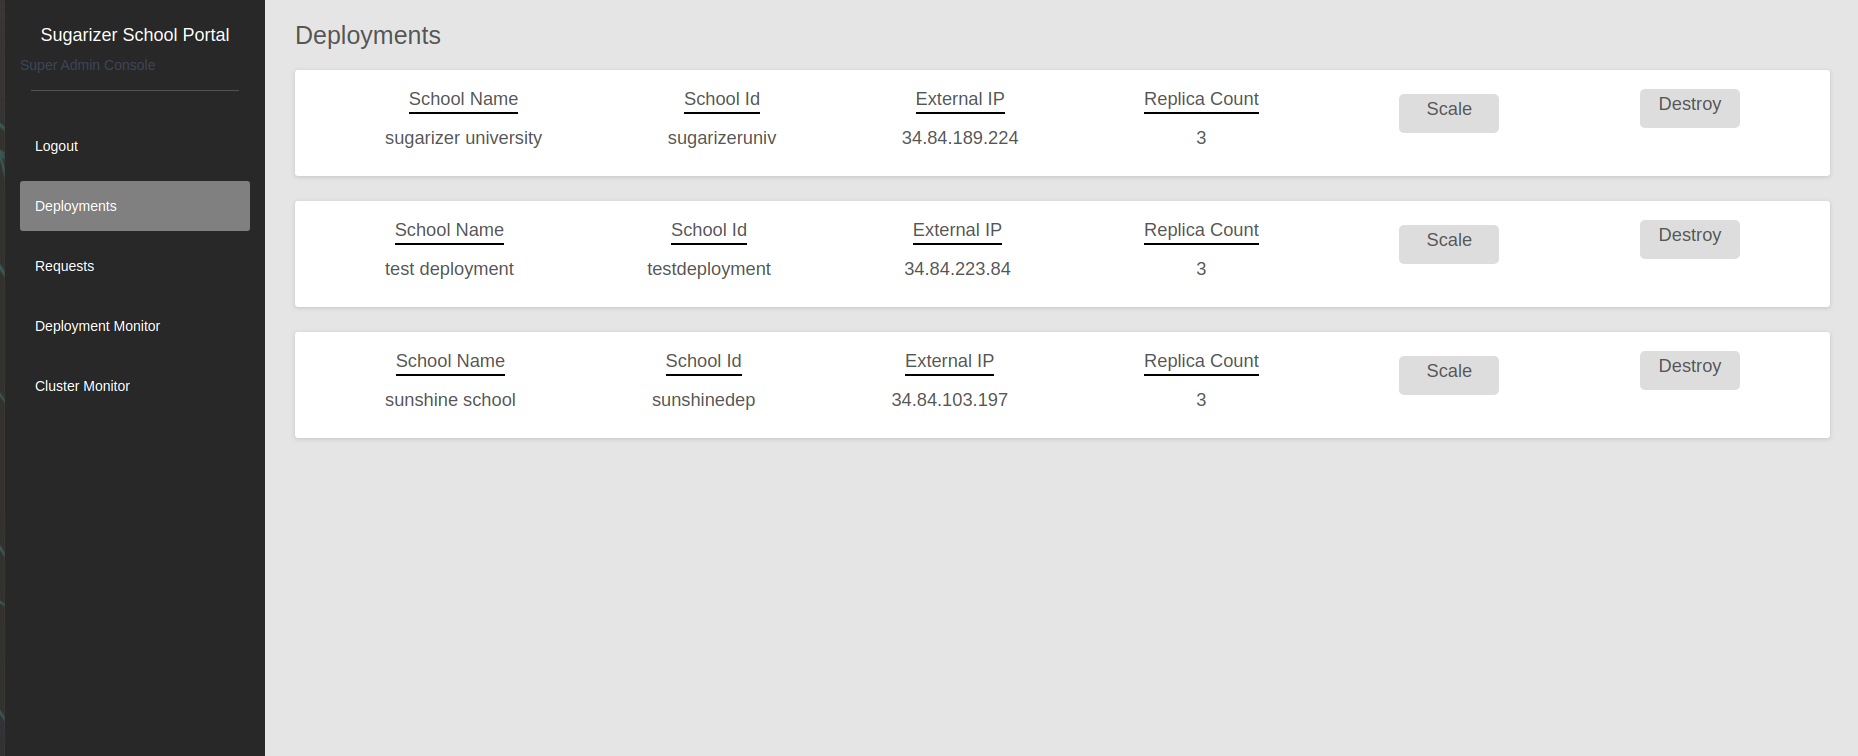 Sugarizer School Portal
Super Admin Console
Logout
Deployments
Requests
Deployment Monitor
Cluster Monitor
Deployments
School Name School Id External IP Replica Count Scale Destroy
sugarizer university sugarizeruniv 34.84.189.224 3
School Name School Id External IP Replica Count Scale Destroy
test deployment testdeployment 34.84.223.84 3
School Name School Id External IP Replica Count Scale Destroy
sunshine school sunshinedep 34.84.103.197 3